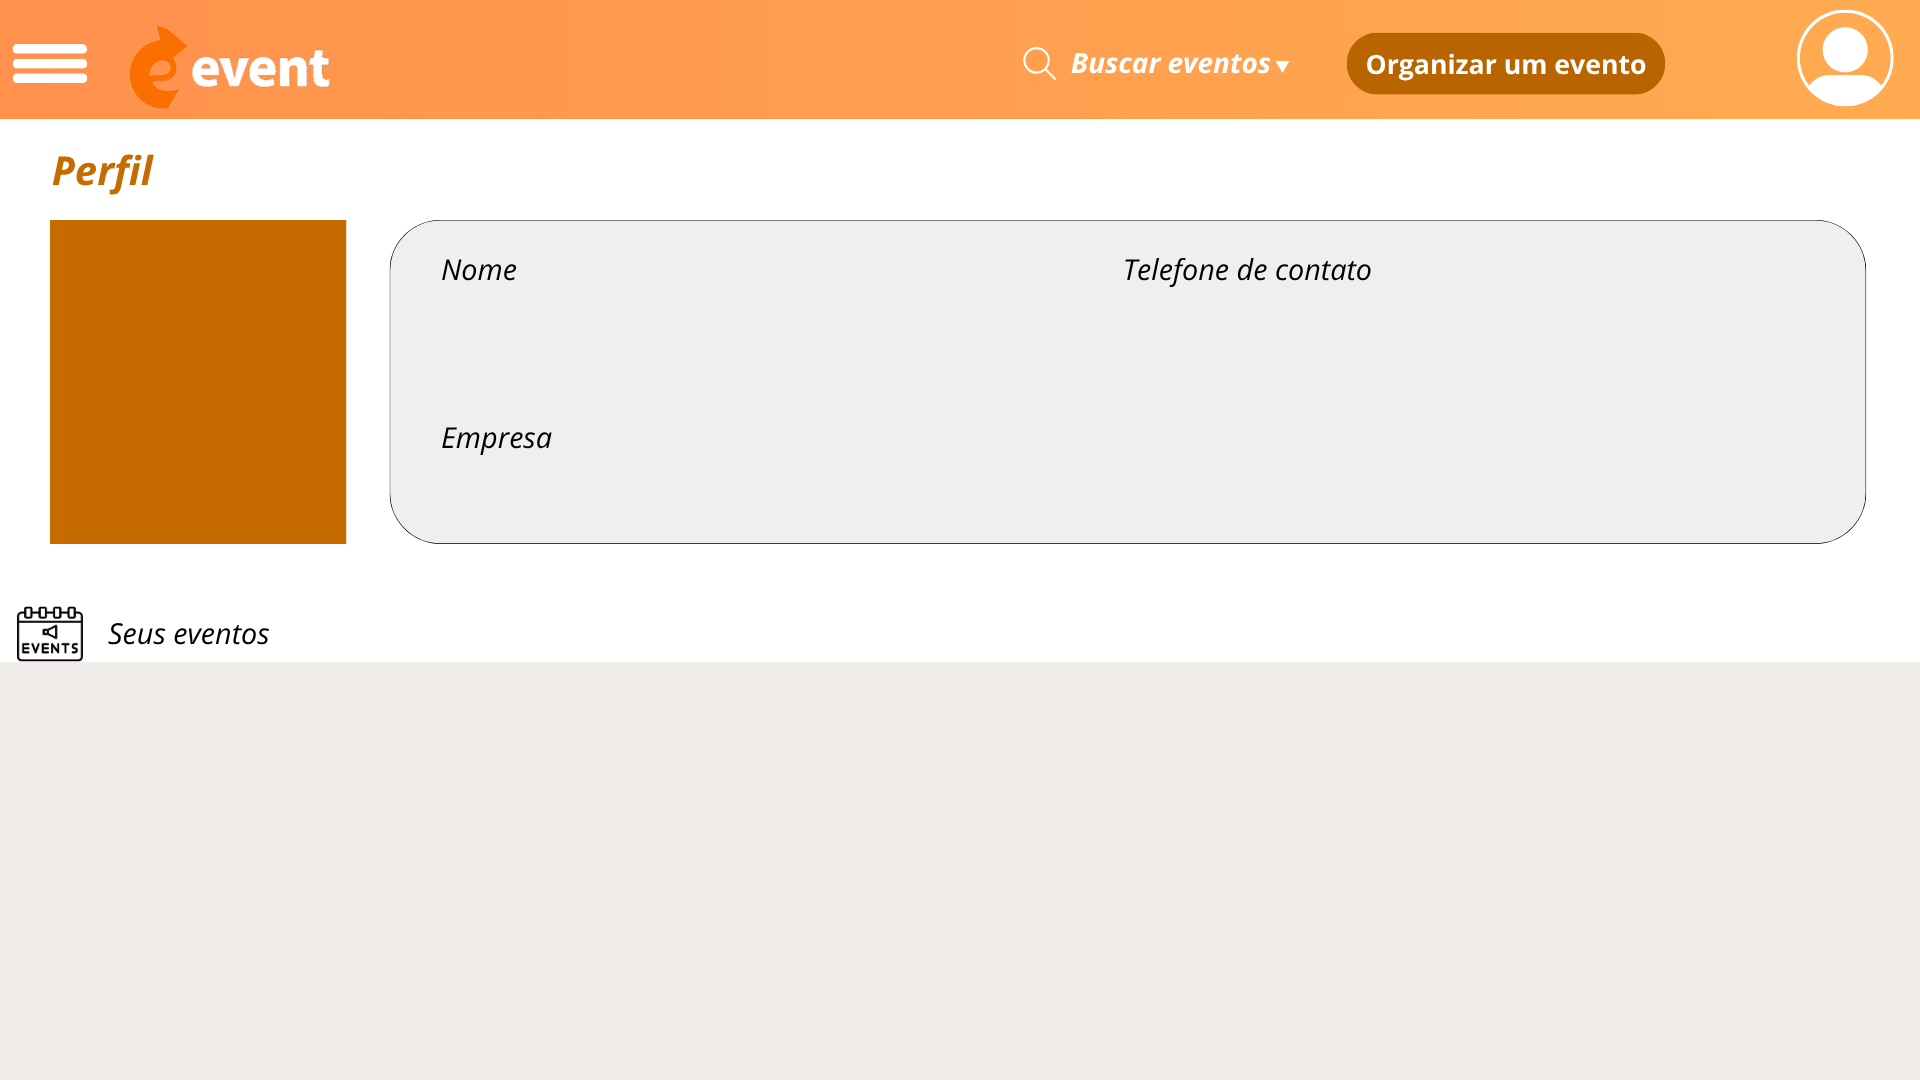 event
Buscar eventos
Organizar um evento
Perfil
Nome
Telefone de contato
Empresa
EVENTS
Seus eventos